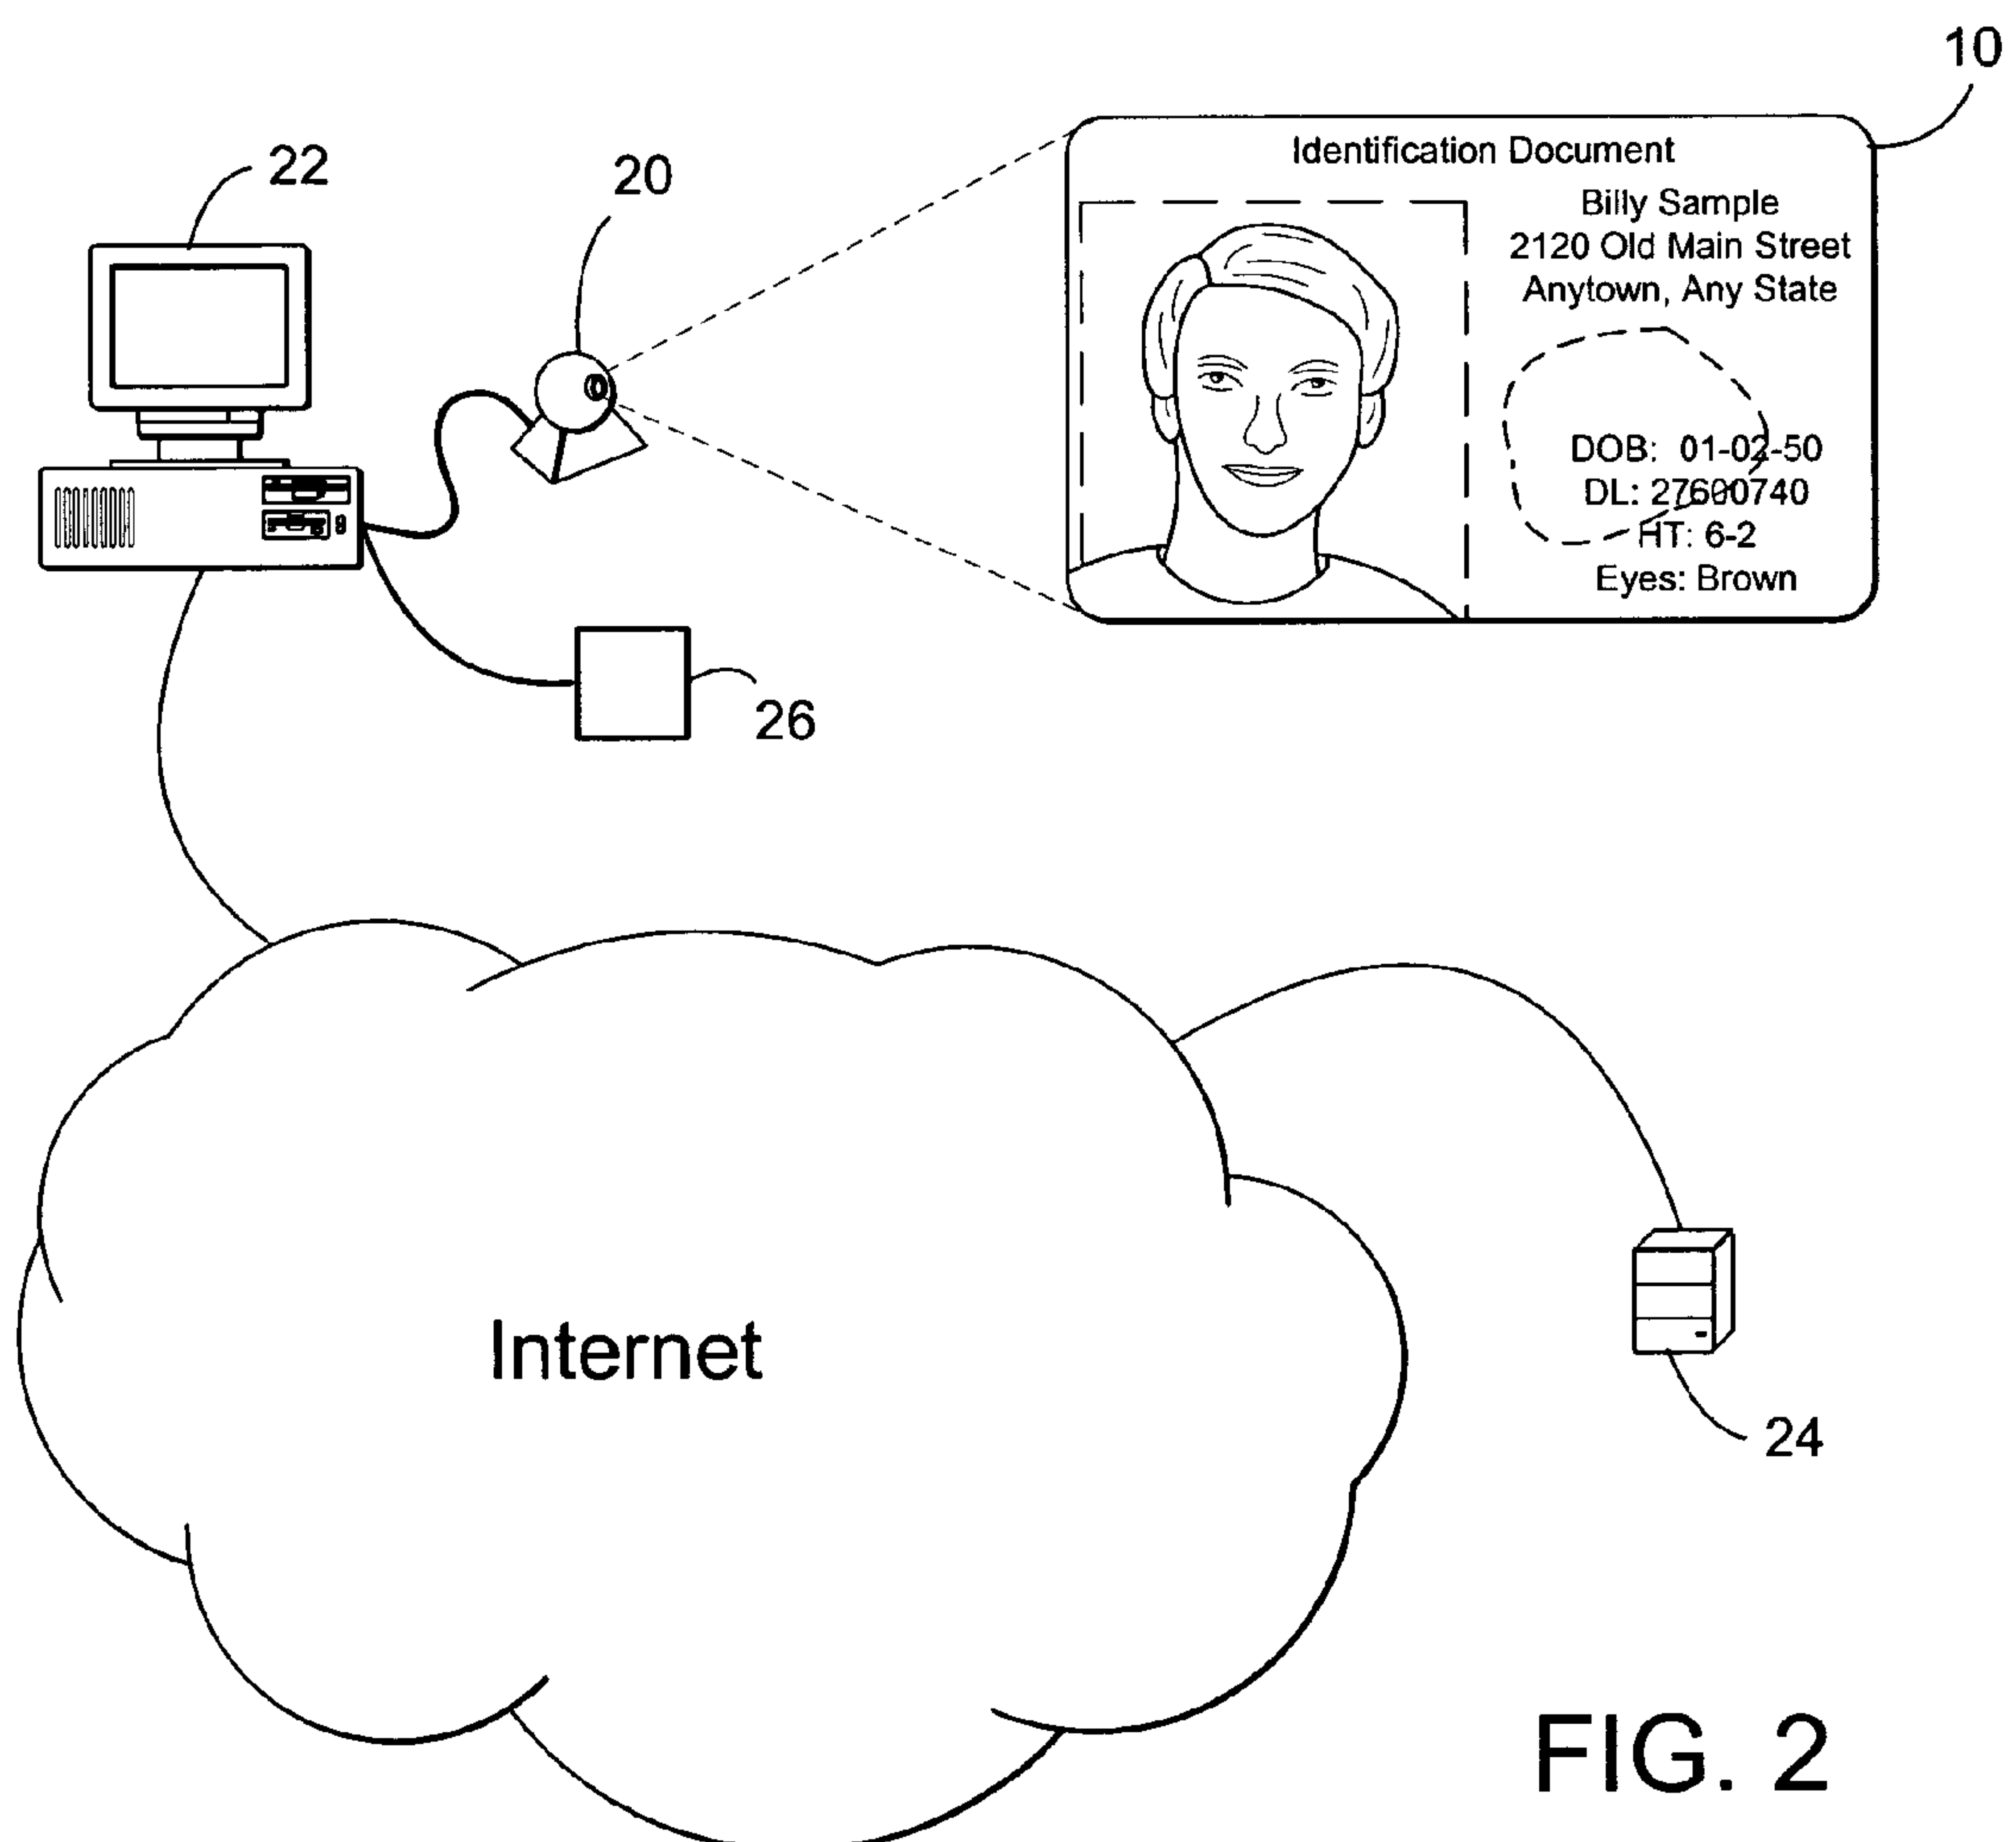 10
22
20
Identification Document
Billy Sample
2120 Old Main Street
Anytown, Any State
DOB: 01-02-50
DL: 27600740
HT: 6-2
Eyes: Brown
26
Internet
24
FIG. 2